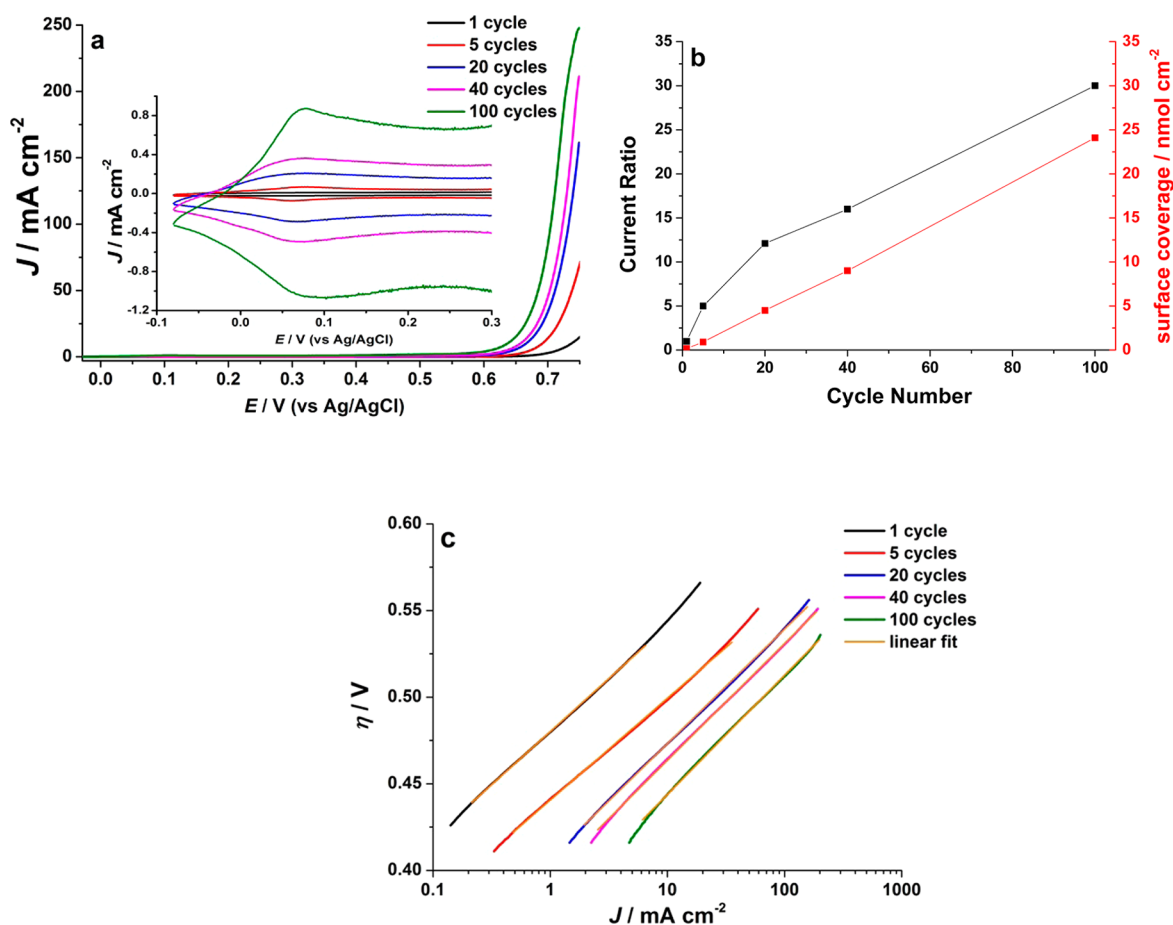 a
1 cycle
5 cycles
20 cycles
40 cycles
100 cycles
250
200
150
100
50
0
J / mA cm-2
0.0 0.1 0.2 0.3 0.4 0.5 0.6 0.7
E / V (vs Ag/AgCl)
0.8
0.4
0.0
-0.4
-0.8
-1.2
J / mA cm-2
-0.1 0.0 0.1 0.2 0.3
E / V (vs Ag/AgCl)
b
35
30
25
20
15
10
5
0
Current Ratio
0 20 40 60 80 100
Cycle Number
35
30
25
20
15
10
5
0
surface coverage / nmol cm-2
c
1 cycle
5 cycles
20 cycles
40 cycles
100 cycles
linear fit
0.60
0.55
0.50
0.45
0.40
η / V
0.1 1 10 100 1000
J / mA cm-2